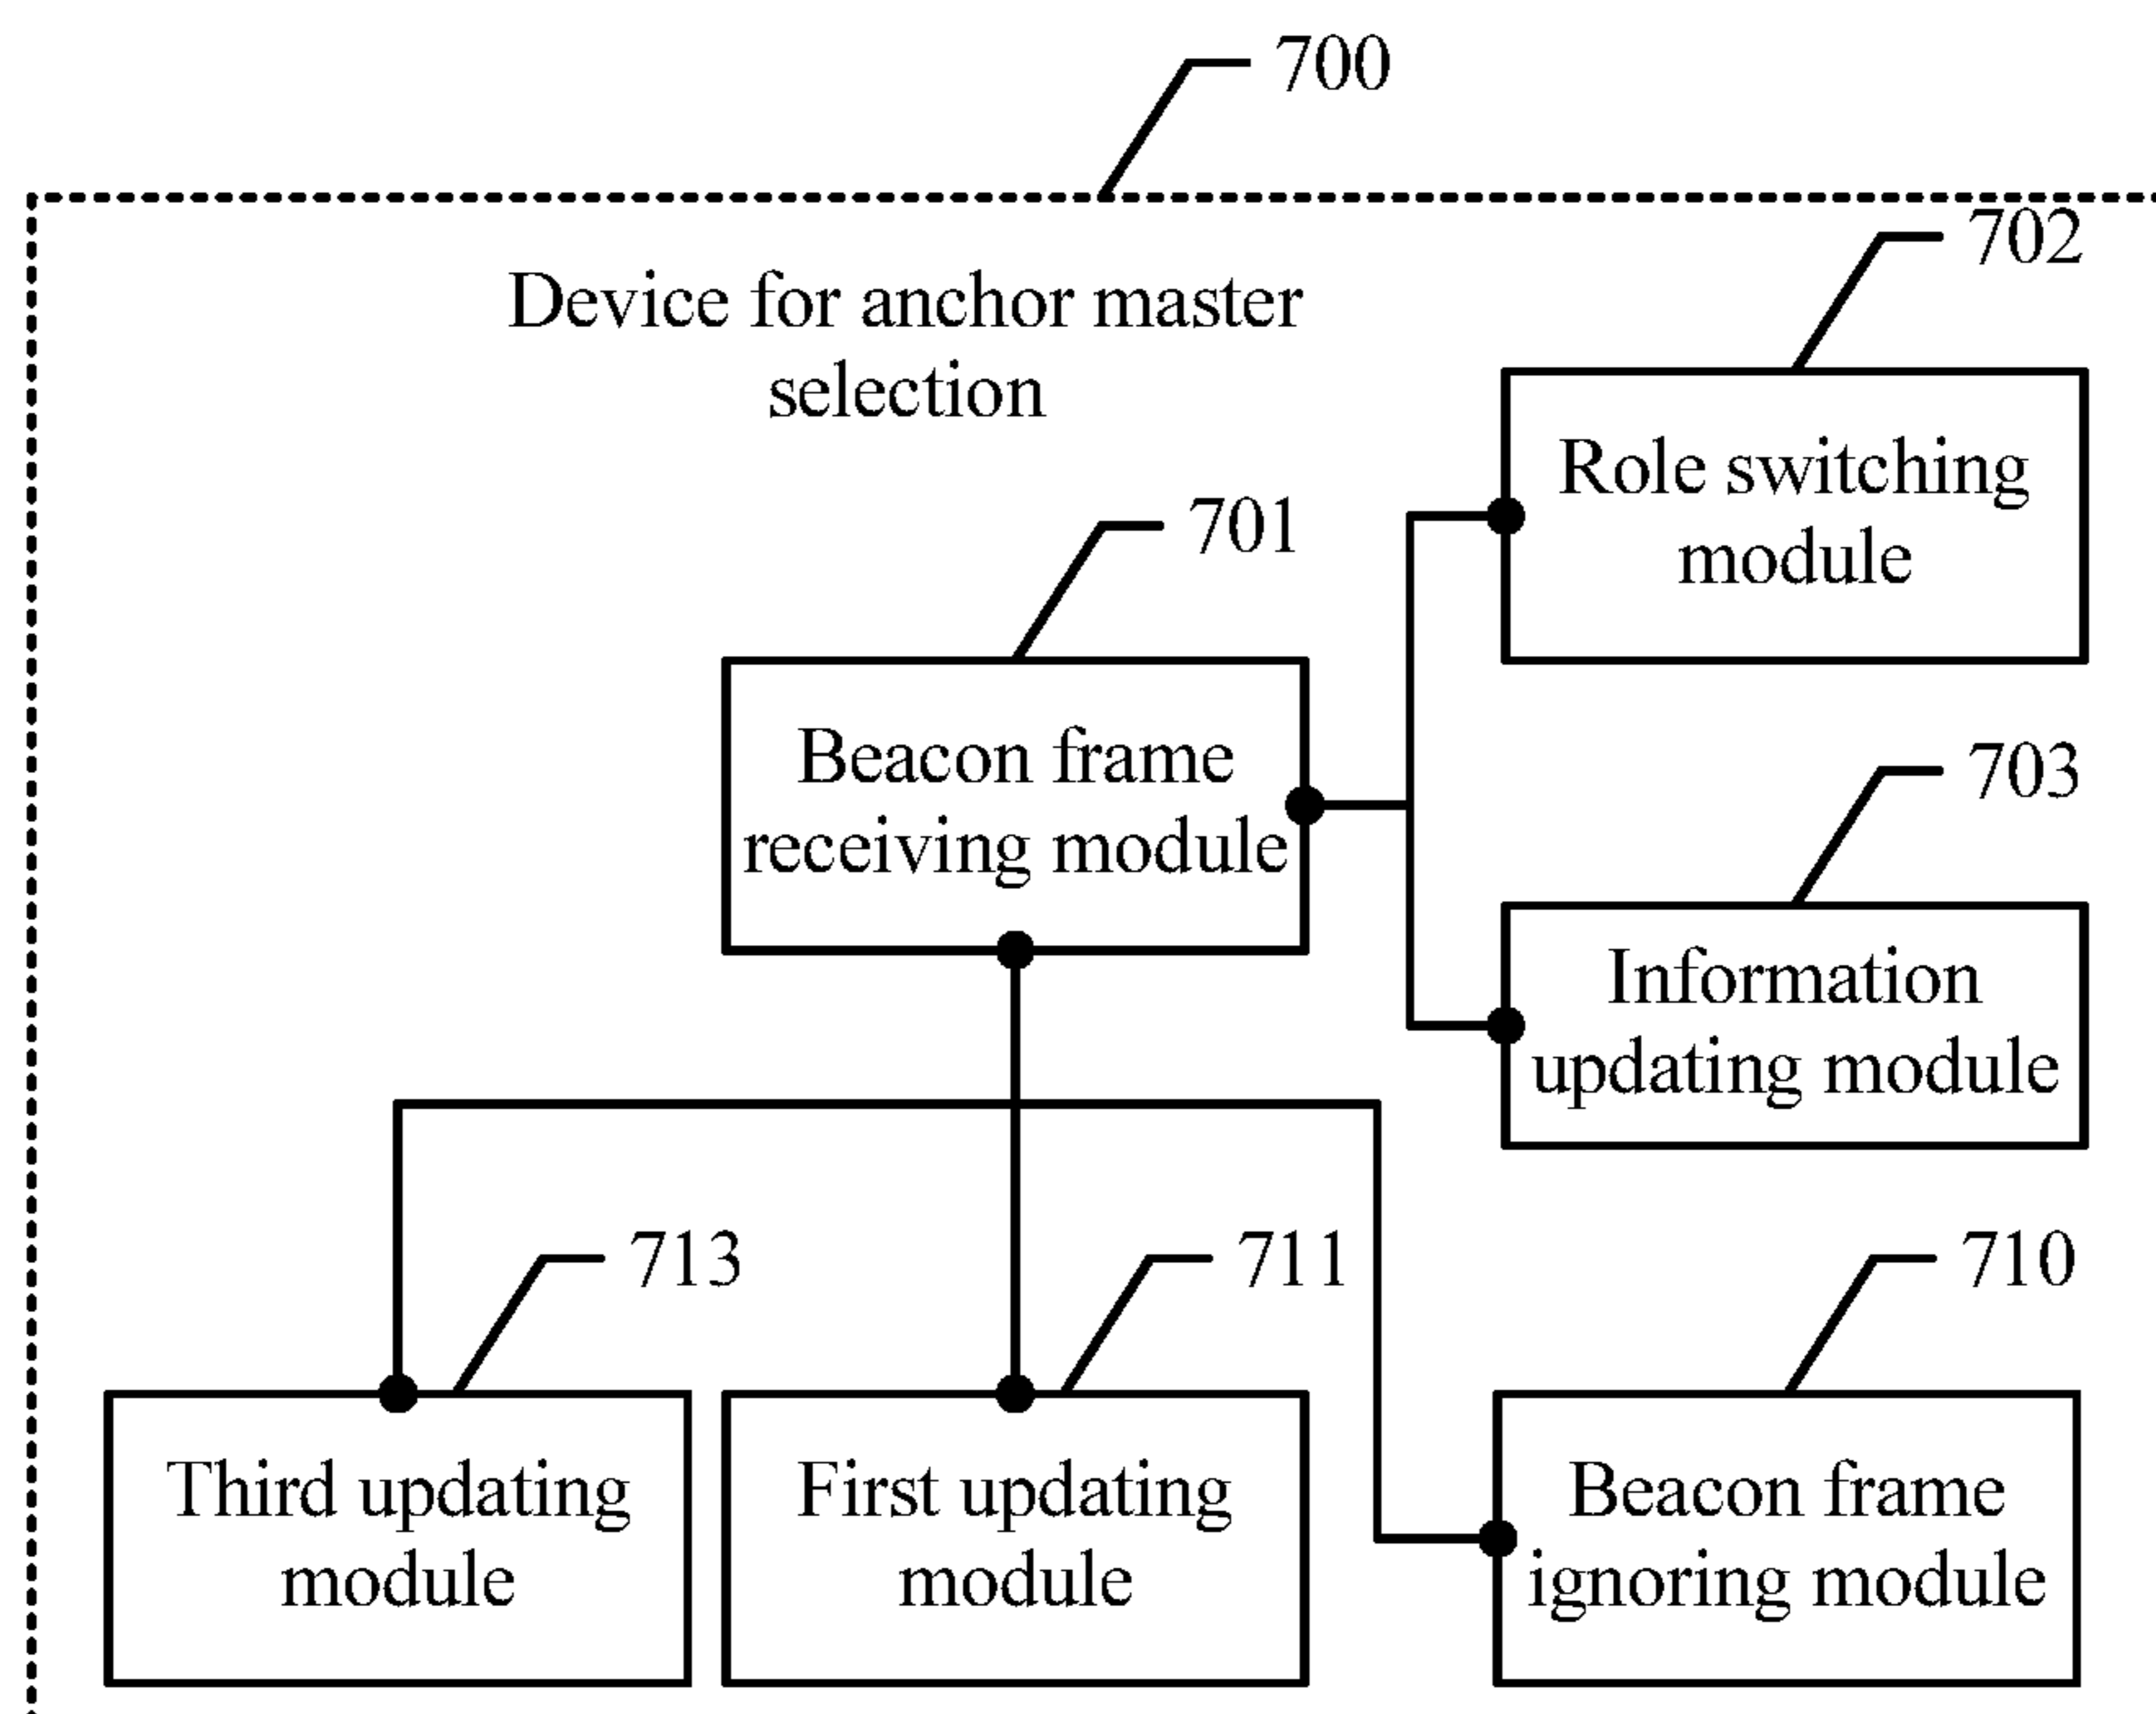 700
702
Device for anchor master
selection
Role switching
module
701
Beacon frame
receiving module
703
Information
updating module
713
711
710
Third updating
module
First updating
module
Beacon frame
ignoring module